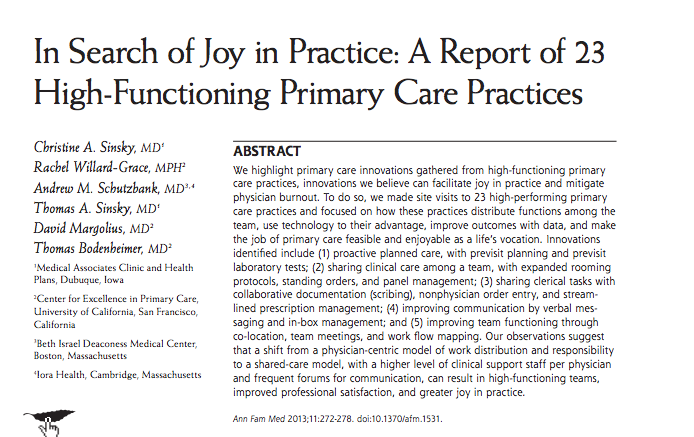 In Search of Joy in Practice: A Report of 23
High-Functioning Primary Care Practices
Christine A. Sinsky, MD¹
Rachel Willard-Grace, MPH²
Andrew M. Schutzbank, MD³,⁴
Thomas A. Sinsky, MD¹
David Margolius, MD²
Thomas Bodenheimer, MD²
¹Medical Associates Clinic and Health
Plans, Dubuque, Iowa
²Center for Excellence in Primary Care,
University of California, San Francisco,
California
³Beth Israel Deaconess Medical Center,
Boston, Massachusetts
⁴Iora Health, Cambridge, Massachusetts
ABSTRACT
We highlight primary care innovations gathered from high-functioning primary
care practices, innovations we believe can facilitate joy in practice and mitigate
physician burnout. To do so, we made site visits to 23 high-performing primary
care practices and focused on how these practices distribute functions among the
team, use technology to their advantage, improve outcomes with data, and make
the job of primary care feasible and enjoyable as a life's vocation. Innovations
identified include (1) proactive planned care, with previsit planning and previsit
laboratory tests; (2) sharing clinical care among a team, with expanded rooming
protocols, standing orders, and panel management; (3) sharing clerical tasks with
collaborative documentation (scribing), nonphysician order entry, and stream-
lined prescription management; (4) improving communication by verbal mes-
saging and in-box management; and (5) improving team functioning through
co-location, team meetings, and work flow mapping. Our observations suggest
that a shift from a physician-centric model of work distribution and responsibility
to a shared-care model, with a higher level of clinical support staff per physician
and frequent forums for communication, can result in high-functioning teams,
improved professional satisfaction, and greater joy in practice.
Ann Fam Med 2013;11:272-278. doi:10.1370/afm.1531.